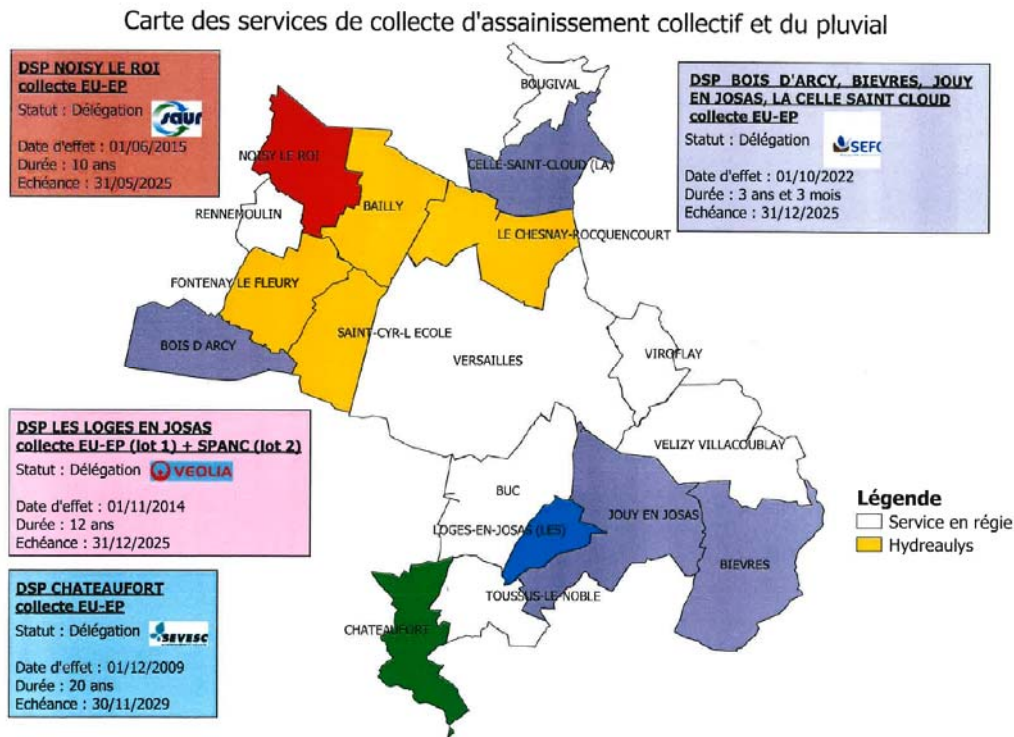 Carte des services de collecte d'assainissement collectif et du pluvial
DSP NOISY LE ROI
collecte EU-EP
Statut : Délégation
saur
Date d'effet : 01/06/2015
Durée : 10 ans
Echéance : 31/05/2025
DSP BOIS D'ARCY, BIEVRES, JOUY
EN JOSAS, LA CELLE SAINT CLOUD
collecte EU-EP
Statut : Délégation
SEFO
Date d'effet : 01/10/2022
Durée : 3 ans et 3 mois
Echéance : 31/12/2025
BOUGIVAL
CELLE-SAINT-CLOUD (LA)
NOISY LE ROI
RENNEMOULIN
BAILLY
LE CHESNAY-ROCQUENCOURT
FONTENAY LE FLEURY
SAINT-CYR-L ECOLE
BOIS D ARCY
VERSAILLES
VIROFLAY
VELIZY VILLACOUBLAY
DSP LES LOGES EN JOSAS
collecte EU-EP (lot 1) + SPANC (lot 2)
Statut : Délégation
VEOLIA
Date d'effet : 01/11/2014
Durée : 12 ans
Echéance : 31/12/2025
BUC
LOGES-EN-JOSAS (LES)
JOUY EN JOSAS
BIEVRES
TOUSSUS-LE-NOBLE
CHATEAUFORT
Légende
Service en régie
Hydreaulys
DSP CHATEAUFORT
collecte EU-EP
Statut : Délégation
SEVESC
Date d'effet : 01/12/2009
Durée : 20 ans
Echéance : 30/11/2029